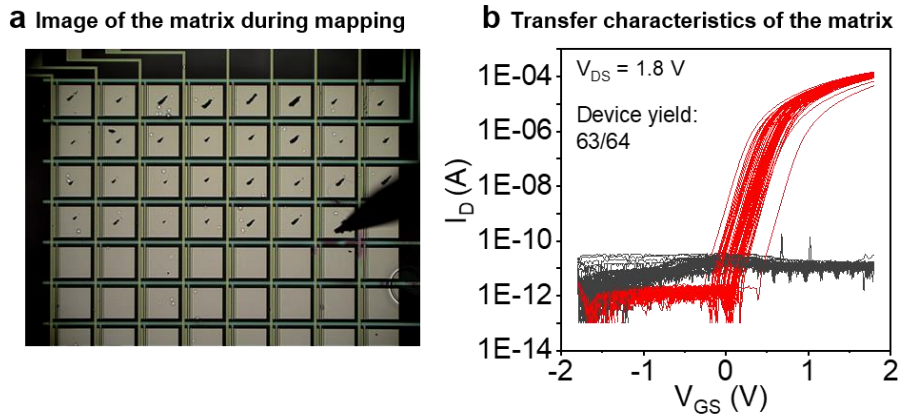 a Image of the matrix during mapping
b Transfer characteristics of the matrix
V_DS = 1.8 V
Device yield:
63/64
1E-04
1E-06
1E-08
1E-10
1E-12
1E-14
I_D (A)
-2
-1
0
1
2
V_GS (V)